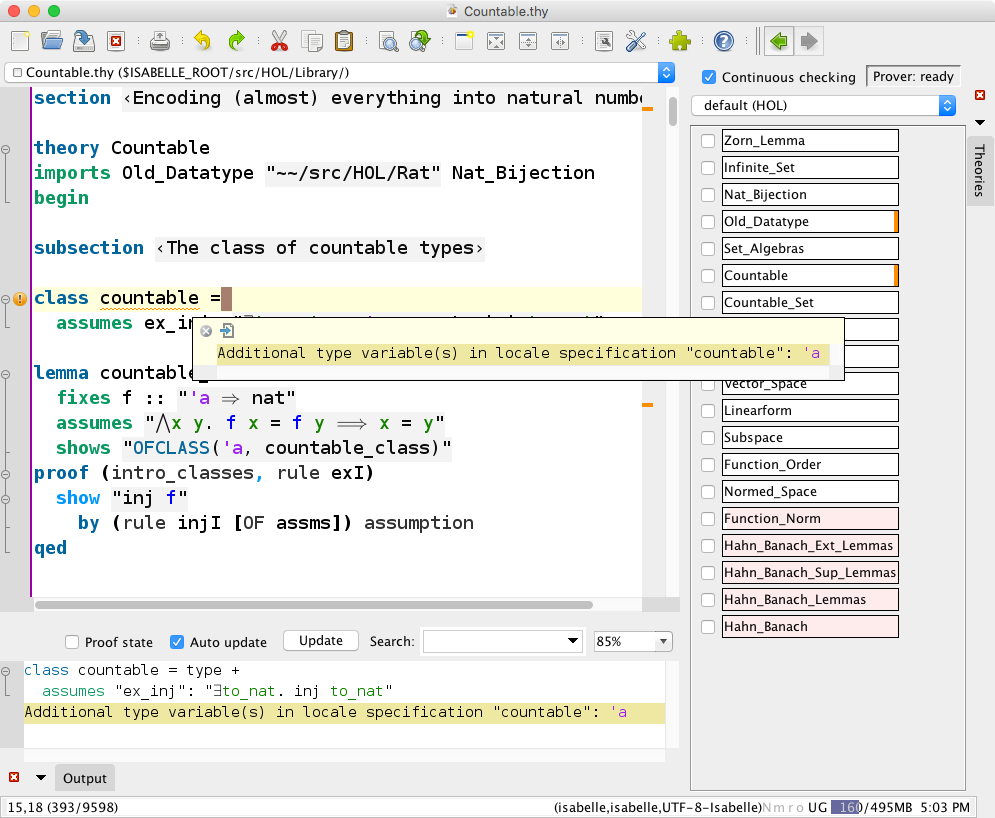 Countable.thy
Countable.thy ($ISABELLE_ROOT/src/HOL/Library/)
section ‹Encoding (almost) everything into natural numb
theory Countable
imports Old_Datatype "~~/src/HOL/Rat" Nat_Bijection
begin
subsection ‹The class of countable types›
class countable =
assumes ex_inj
Additional type variable(s) in locale specification "countable": 'a
lemma countable_
fixes f :: "'a ⇒ nat"
assumes "⋀x y. f x = f y ⟹ x = y"
shows "OFCLASS('a, countable_class)"
proof (intro_classes, rule exI)
show "inj f"
by (rule injI [OF assms]) assumption
qed
Continuous checking
Prover: ready
default (HOL)
Zorn_Lemma
Infinite_Set
Nat_Bijection
Old_Datatype
Set_Algebras
Countable
Countable_Set
Vector_Space
Linearform
Subspace
Function_Order
Normed_Space
Function_Norm
Hahn_Banach_Ext_Lemmas
Hahn_Banach_Sup_Lemmas
Hahn_Banach_Lemmas
Hahn_Banach
Theories
Proof state
Auto update
Update
Search:
85%
class countable = type +
assumes "ex_inj": "∃to_nat. inj to_nat"
Additional type variable(s) in locale specification "countable": 'a
Output
15,18 (393/9598)
(isabelle,isabelle,UTF-8-Isabelle)N m r o UG 160/495MB 5:03 PM